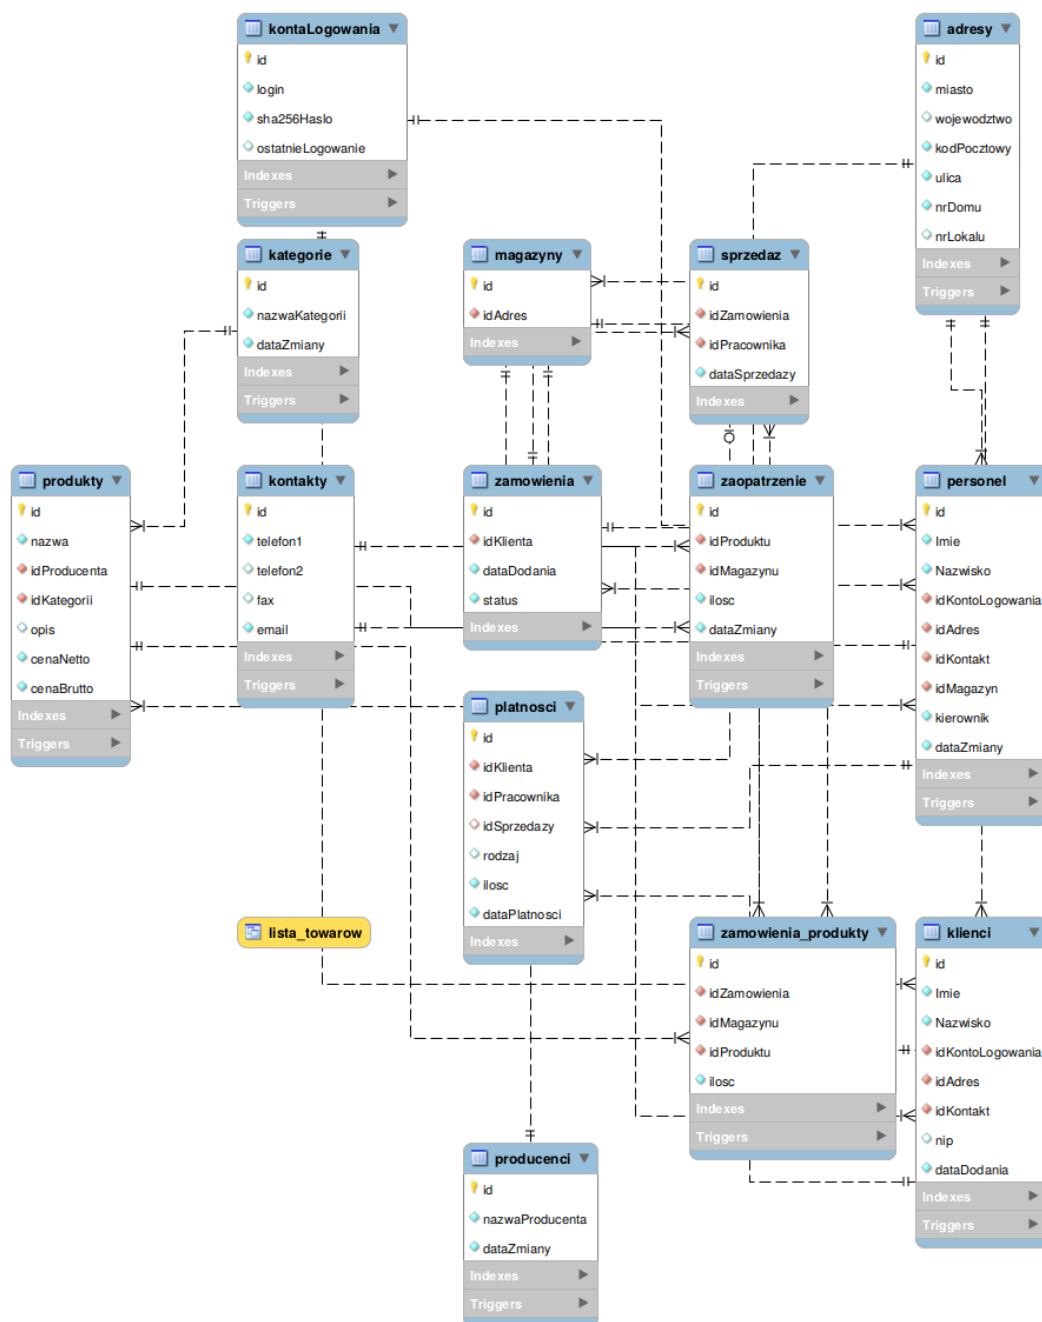 kontaLogowania
id
login
sha256Haslo
ostatnieLogowanie
Indexes
Triggers
adresy
id
miasto
wojewodztwo
kodPocztowy
ulica
nrDomu
nrLokalu
Indexes
Triggers
kategorie
id
nazwaKategorii
dataZmiany
Indexes
Triggers
magazyny
id
idAdres
Indexes
sprzedaz
id
idZamowienia
idPracownika
dataSprzedazy
Indexes
produkty
id
nazwa
idProducenta
idKategorii
opis
cenaNetto
cenaBrutto
Indexes
Triggers
kontakty
id
telefon1
telefon2
fax
email
Indexes
Triggers
zamowienia
id
idKlienta
dataDodania
status
Indexes
zaopatrzenie
id
idProduktu
idMagazynu
ilosc
dataZmiany
Indexes
Triggers
personel
id
Imie
Nazwisko
idKontoLogowania
idAdres
idKontakt
idMagazyn
kierownik
dataZmiany
Indexes
Triggers
platnosci
id
idKlienta
idPracownika
idSprzedazy
rodzaj
ilosc
dataPlatnosci
Indexes
lista_towarow
zamowienia_produkty
id
idZamowienia
idMagazynu
idProduktu
ilosc
Indexes
Triggers
klienci
id
Imie
Nazwisko
idKontoLogowania
idAdres
idKontakt
nip
dataDodania
Indexes
Triggers
producenci
id
nazwaProducenta
dataZmiany
Indexes
Triggers